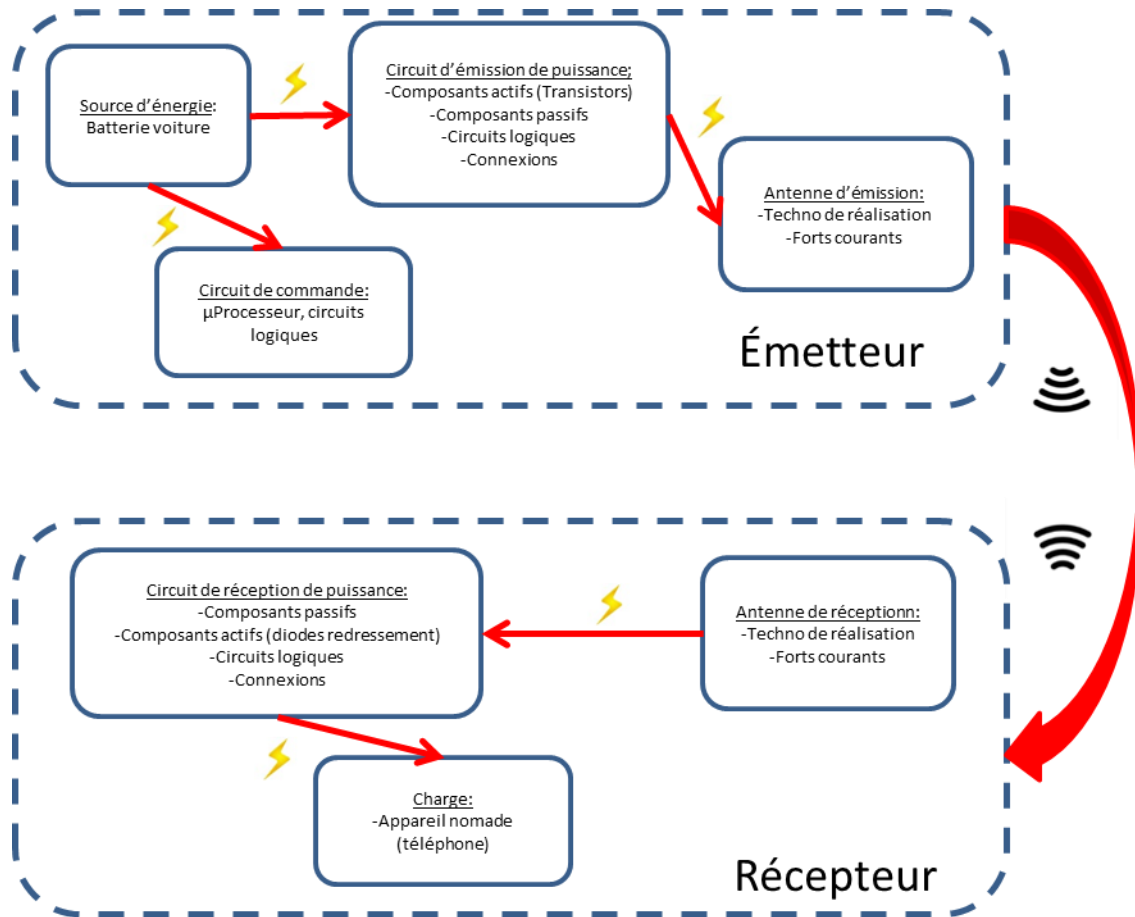 Source d'énergie:
Batterie voiture
Circuit d'émission de puissance;
-Composants actifs (Transistors)
-Composants passifs
-Circuits logiques
-Connexions
Antenne d'émission:
-Techno de réalisation
-Forts courants
Circuit de commande:
µProcesseur, circuits
logiques
Émetteur
Circuit de réception de puissance:
-Composants passifs
-Composants actifs (diodes redressement)
-Circuits logiques
-Connexions
Antenne de réceptionn:
-Techno de réalisation
-Forts courants
Charge:
-Appareil nomade
(téléphone)
Récepteur